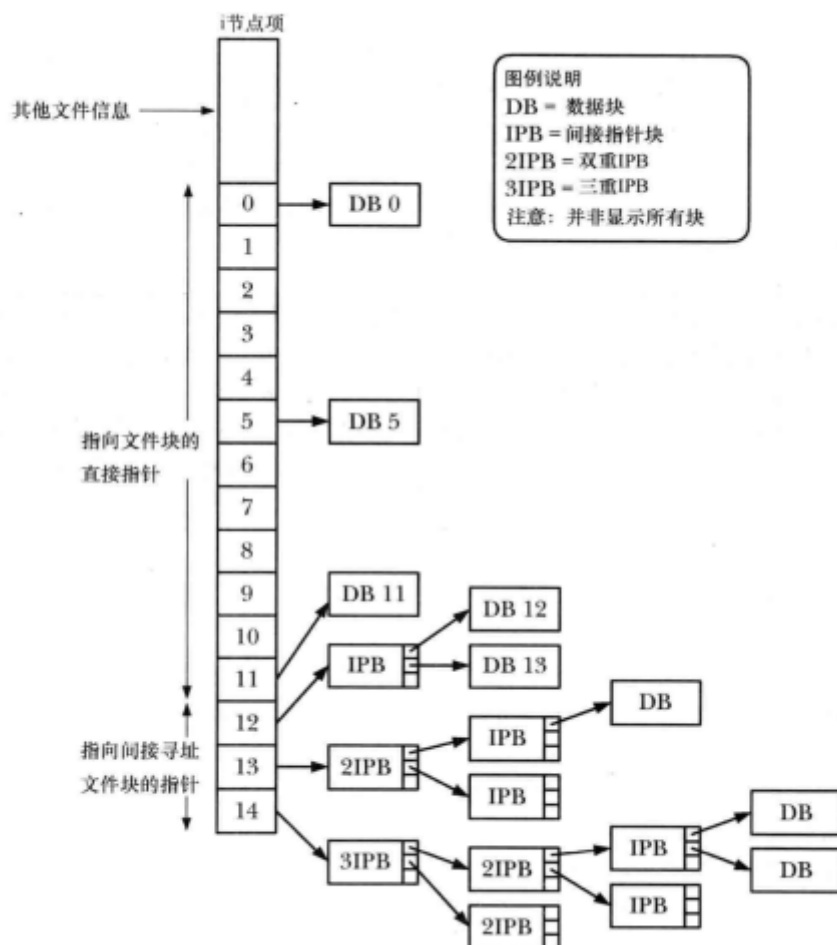 i节点项
其他文件信息
图例说明
DB = 数据块
IPB = 间接指针块
2IPB = 双重IPB
3IPB = 三重IPB
注意：并非显示所有块
0
DB 0
1
2
3
4
5
DB 5
指向文件块的
直接指针
6
7
8
9
10
11
DB 11
DB 12
IPB
DB 13
12
13
14
指向间接寻址
文件块的指针
2IPB
IPB
DB
IPB
3IPB
2IPB
IPB
DB
DB
IPB
2IPB